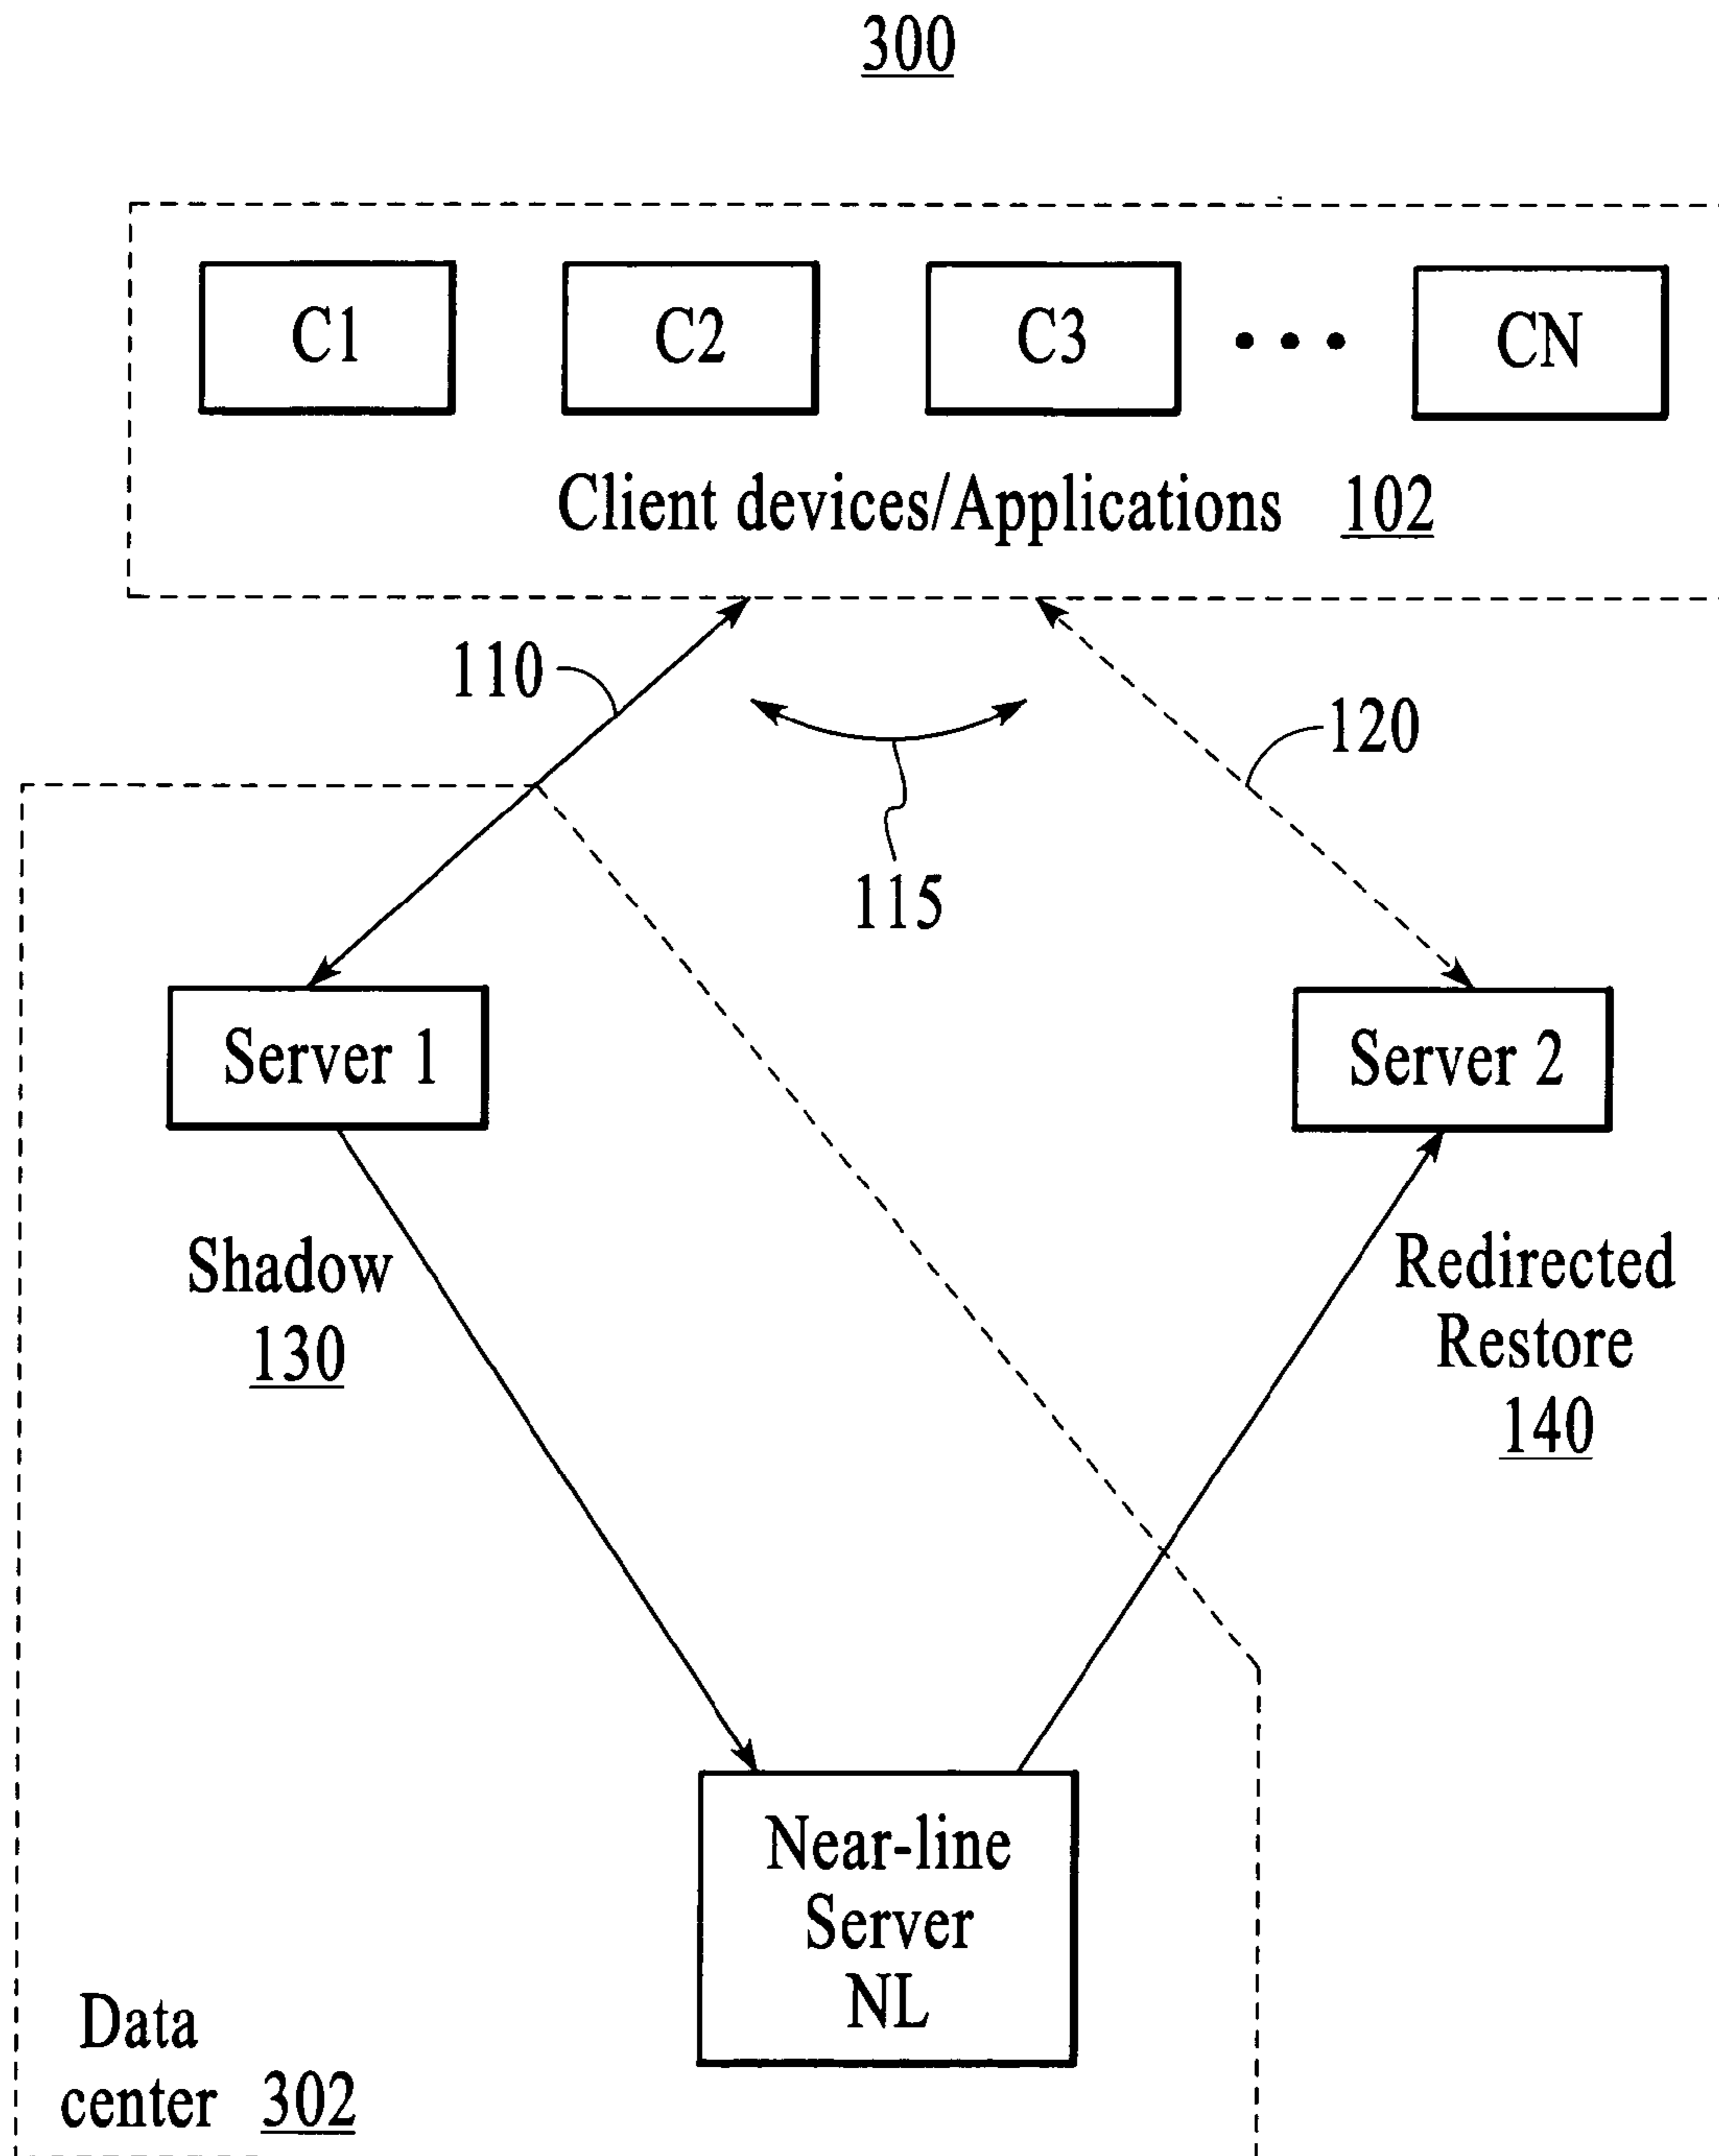 300
C1
C2
C3
• • •
CN
Client devices/Applications 102
110
120
115
Server 1
Server 2
Shadow
130
Redirected
Restore
140
Near-line
Server
NL
Data
center 302